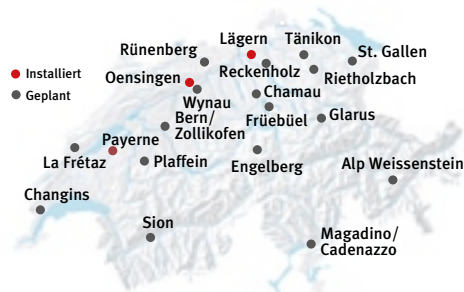 Lägern
Tänikon
Rünenberg
St. Gallen
Installiert
Oensingen
Reckenholz
Rietholzbach
Geplant
Wynau
Chamau
Bern/
Zollikofen
Früebüel
Glarus
Payerne
La Frétaz
Plaffein
Engelberg
Alp Weissenstein
Changins
Sion
Magadino/
Cadenazzo